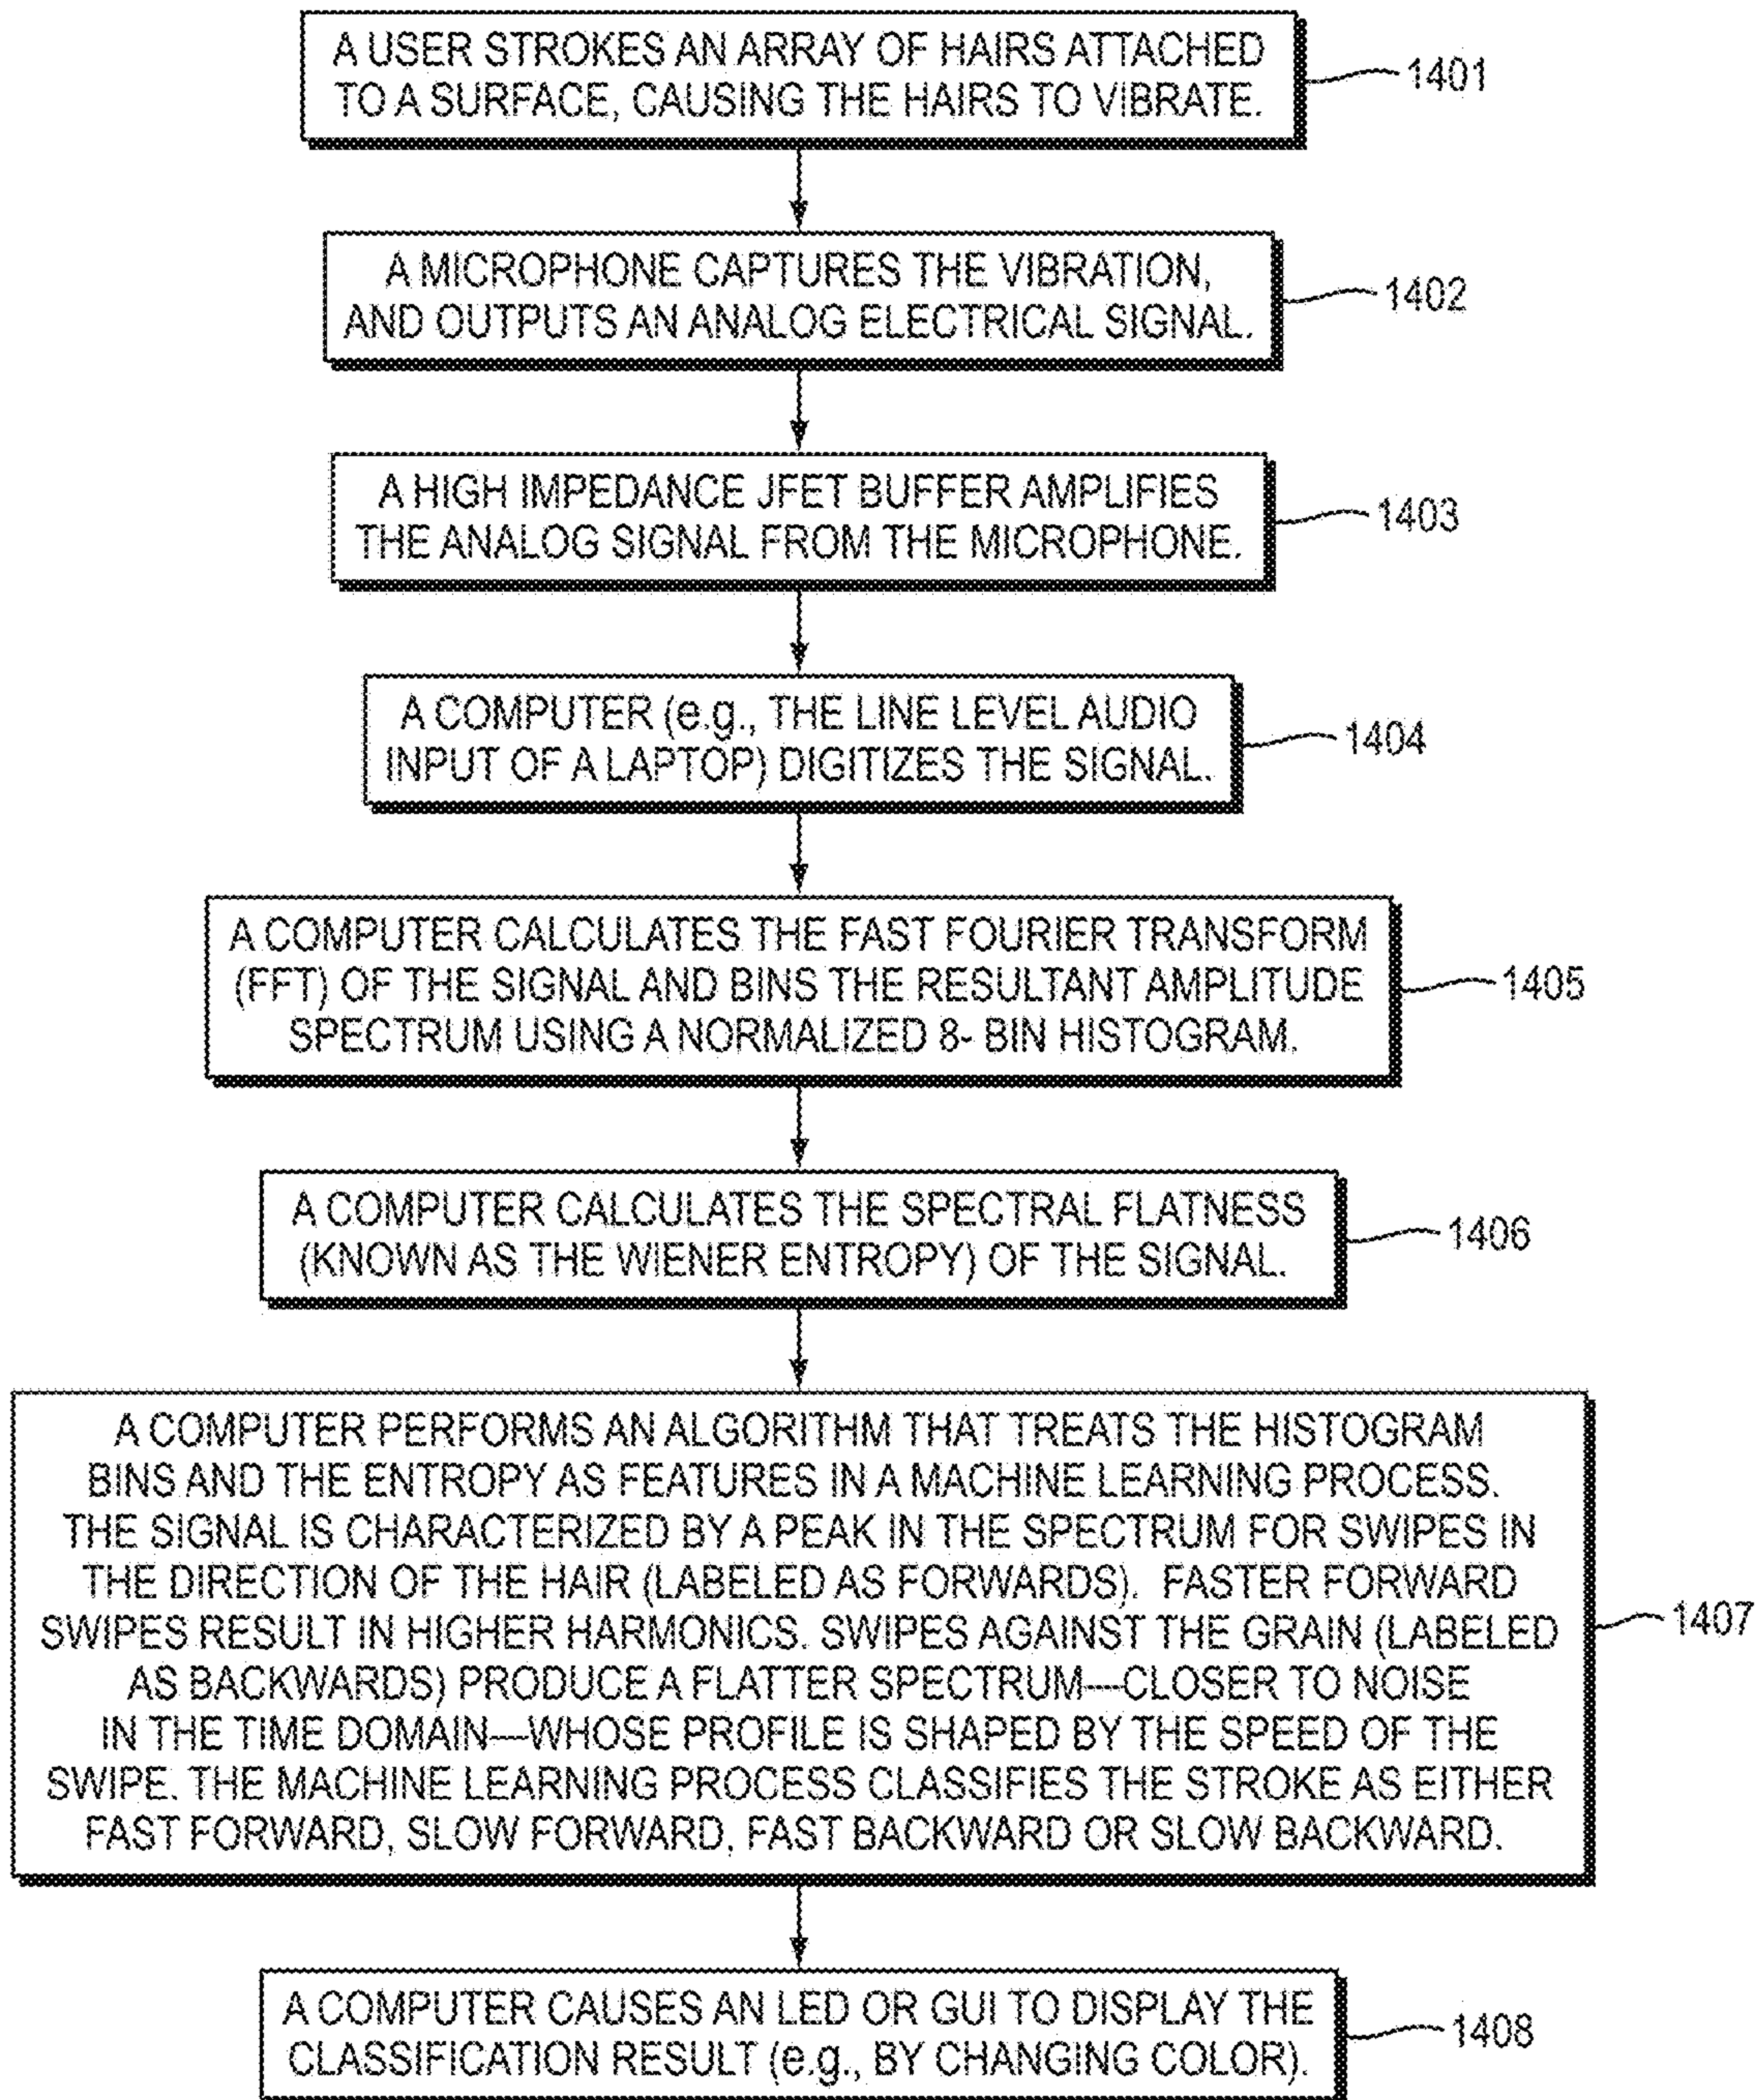 A USER STROKES AN ARRAY OF HAIRS ATTACHED
TO A SURFACE, CAUSING THE HAIRS TO VIBRATE.
1401
A MICROPHONE CAPTURES THE VIBRATION,
AND OUTPUTS AN ANALOG ELECTRICAL SIGNAL.
1402
A HIGH IMPEDANCE JFET BUFFER AMPLIFIES
THE ANALOG SIGNAL FROM THE MICROPHONE.
1403
A COMPUTER (e.g., THE LINE LEVEL AUDIO
INPUT OF A LAPTOP) DIGITIZES THE SIGNAL.
1404
A COMPUTER CALCULATES THE FAST FOURIER TRANSFORM
(FFT) OF THE SIGNAL AND BINS THE RESULTANT AMPLITUDE
SPECTRUM USING A NORMALIZED 8- BIN HISTOGRAM.
1405
A COMPUTER CALCULATES THE SPECTRAL FLATNESS
(KNOWN AS THE WIENER ENTROPY) OF THE SIGNAL.
1406
A COMPUTER PERFORMS AN ALGORITHM THAT TREATS THE HISTOGRAM
BINS AND THE ENTROPY AS FEATURES IN A MACHINE LEARNING PROCESS.
THE SIGNAL IS CHARACTERIZED BY A PEAK IN THE SPECTRUM FOR SWIPES IN
THE DIRECTION OF THE HAIR (LABELED AS FORWARDS). FASTER FORWARD
SWIPES RESULT IN HIGHER HARMONICS. SWIPES AGAINST THE GRAIN (LABELED
AS BACKWARDS) PRODUCE A FLATTER SPECTRUM—CLOSER TO NOISE
IN THE TIME DOMAIN—WHOSE PROFILE IS SHAPED BY THE SPEED OF THE
SWIPE. THE MACHINE LEARNING PROCESS CLASSIFIES THE STROKE AS EITHER
FAST FORWARD, SLOW FORWARD, FAST BACKWARD OR SLOW BACKWARD.
1407
A COMPUTER CAUSES AN LED OR GUI TO DISPLAY THE
CLASSIFICATION RESULT (e.g., BY CHANGING COLOR).
1408